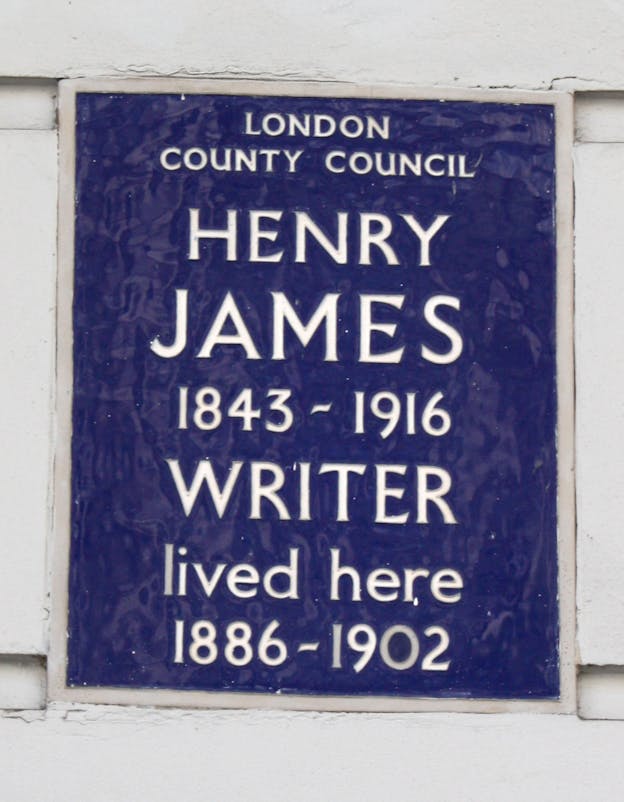 LONDON
COUNTY COUNCIL
HENRY
JAMES
1843 - 1916
WRITER
lived here
1886-1902